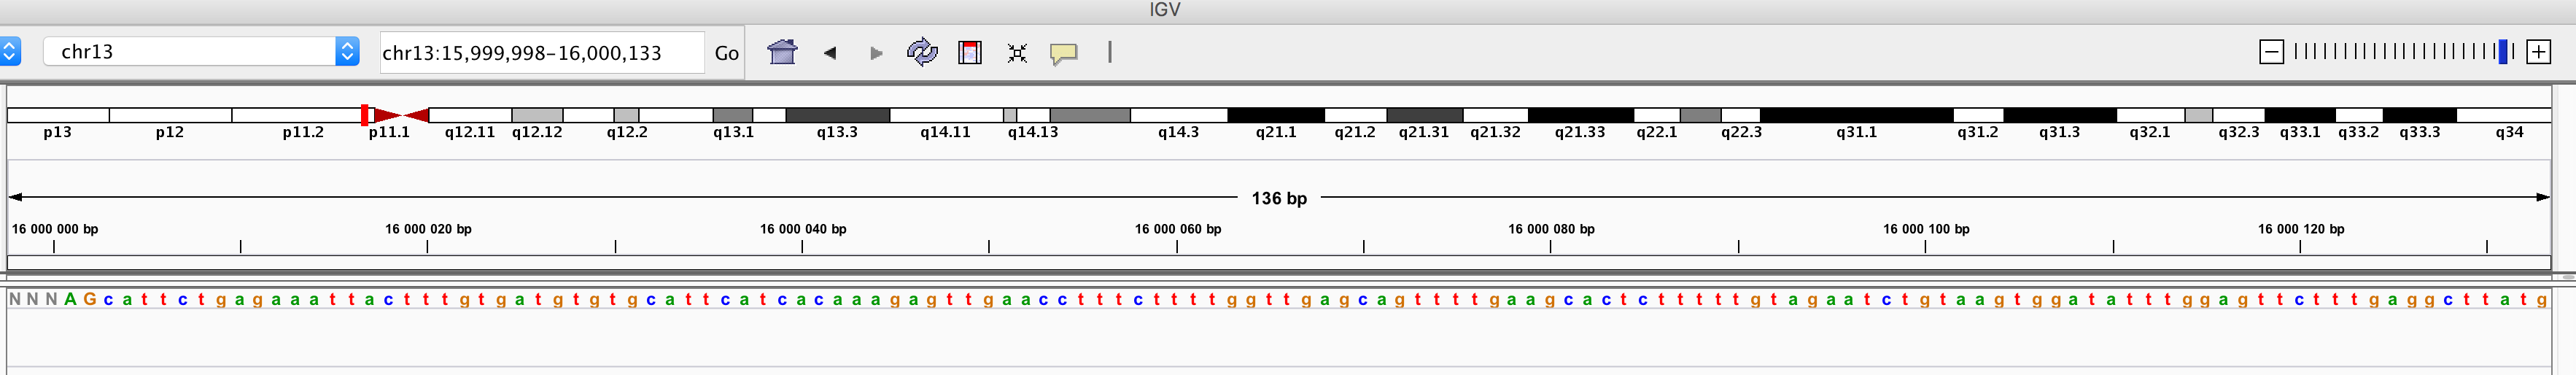 IGV
chr13
chr13:15,999,998-16,000,133
Go
p13 p12 p11.2 p11.1 q12.11 q12.12 q12.2 q13.1 q13.3 q14.11 q14.13 q14.3 q21.1 q21.2 q21.31 q21.32 q21.33 q22.1 q22.3 q31.1 q31.2 q31.3 q32.1 q32.3 q33.1 q33.2 q33.3 q34
136 bp
16 000 000 bp 16 000 020 bp 16 000 040 bp 16 000 060 bp 16 000 080 bp 16 000 100 bp 16 000 120 bp
N N N A G c a t t c t g a g a a a t t a c t t t g t g a t g t g t g c a t t c a t c a c a a a g a g t t g a a c c t t t c t t t t g g t t g a g c a g t t t t g a a g c a c t c t t t t t g t a g a a t c t g t a a g t g g a t a t t t g g a g t t c t t t g a g g c t t a t g